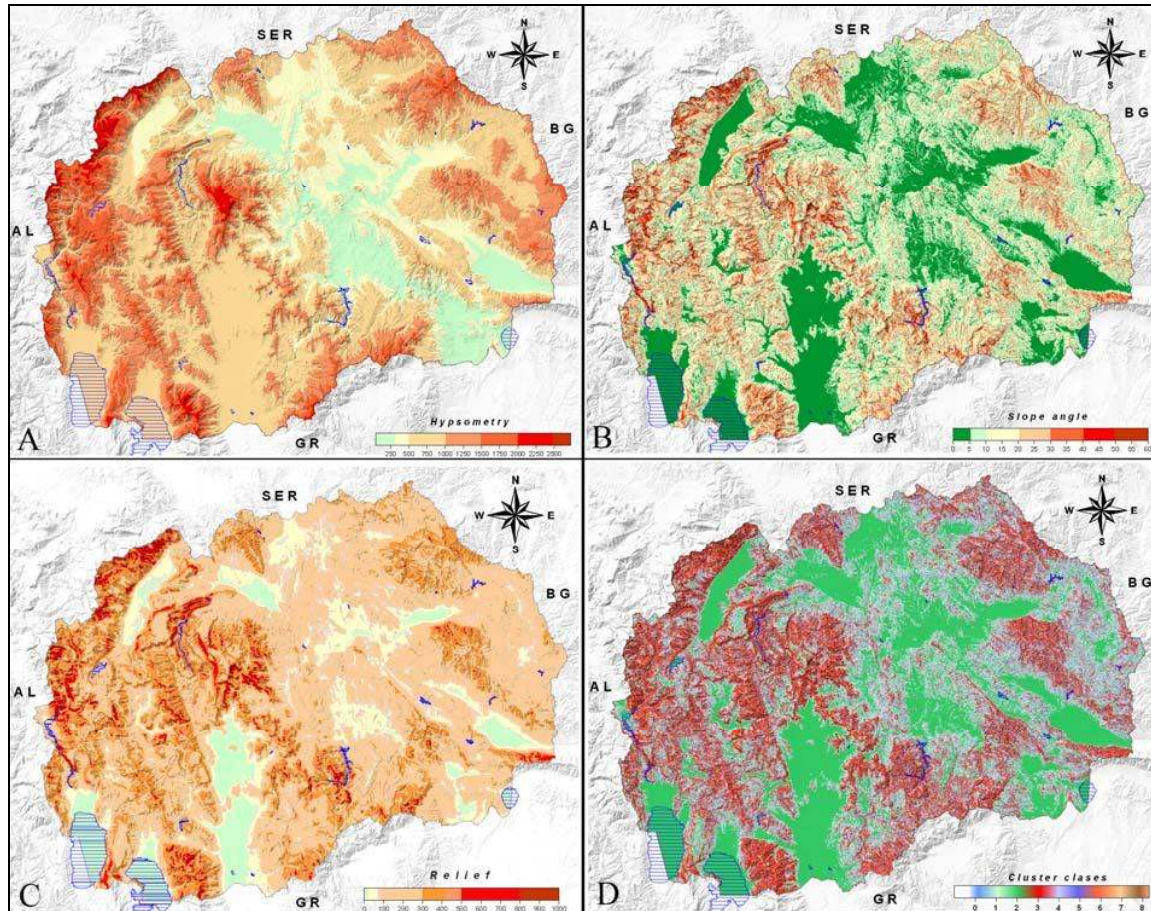 SER
N
W E
S
BG
AL
GR
A
Hypsometry
250 500 750 1000 1250 1500 1750 2000 2250 2500
SER
N
W E
S
BG
AL
GR
B
Slope angle
0 5 10 15 20 25 30 35 40 45 50 55 60
SER
N
W E
S
BG
AL
GR
C
Relief
0 100 200 300 400 500 600 700 800 900 1000
SER
N
W E
S
BG
AL
GR
D
Cluster clases
0 1 2 3 4 5 6 7 8